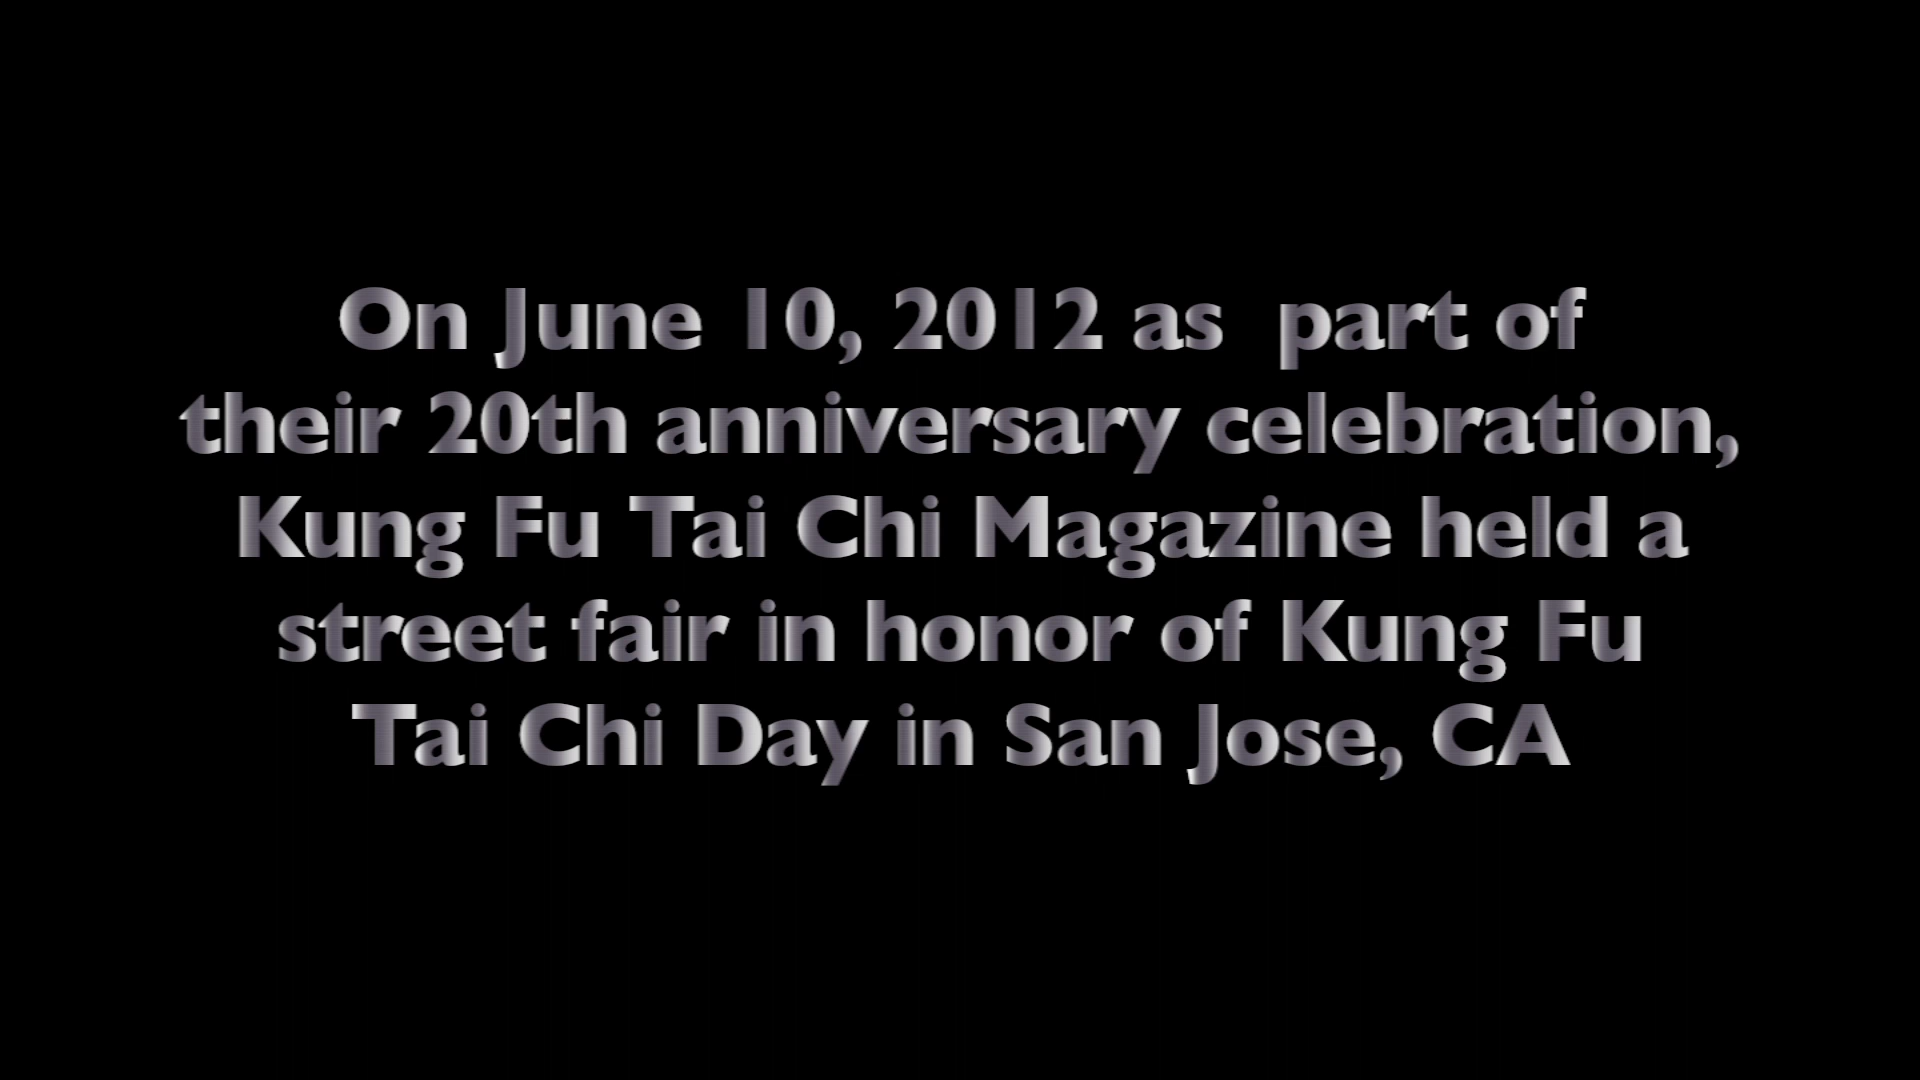 On June 10, 2012 as  part of
their 20th anniversary celebration,
Kung Fu Tai Chi Magazine held a
street fair in honor of Kung Fu
Tai Chi Day in San Jose, CA